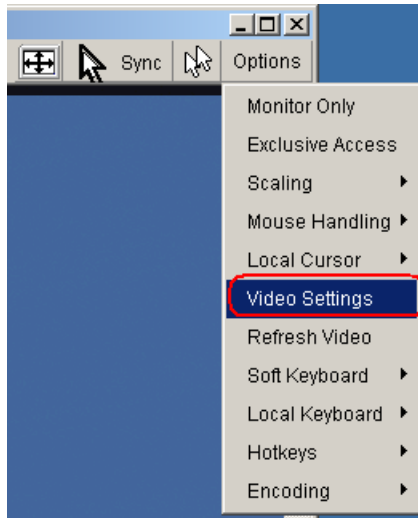 Sync Options
Monitor Only
Exclusive Access
Scaling
Mouse Handling
Local Cursor
Video Settings
Refresh Video
Soft Keyboard
Local Keyboard
Hotkeys
Encoding